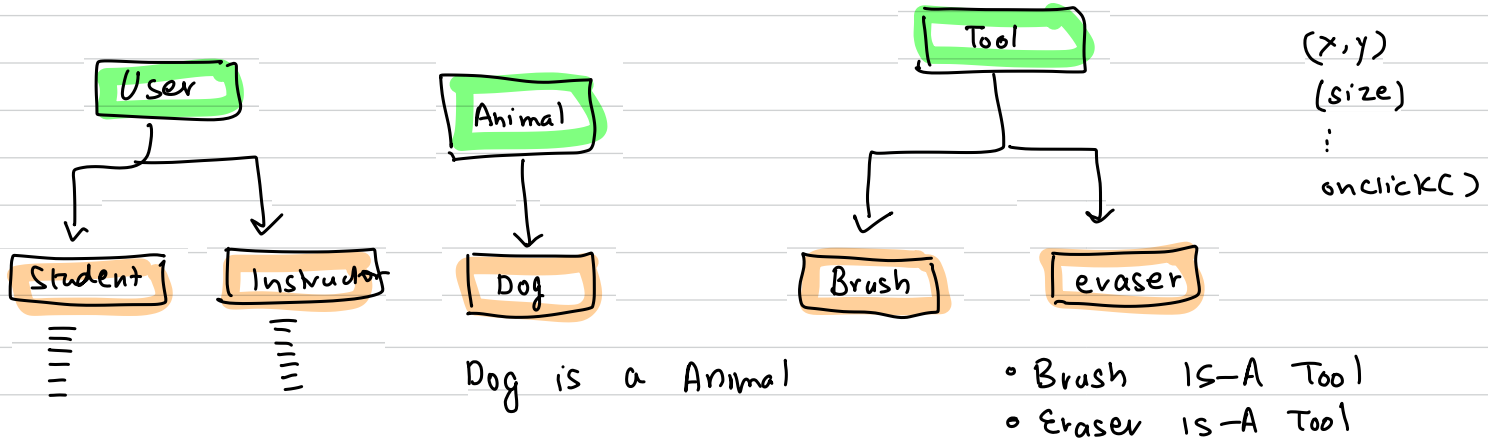 User
Animal
Tool
(x,y)
(size)
:
onclick()
Student
Instructor
Dog
Brush
eraser
Dog is a Animal
• Brush IS-A Tool
• Eraser IS-A Tool